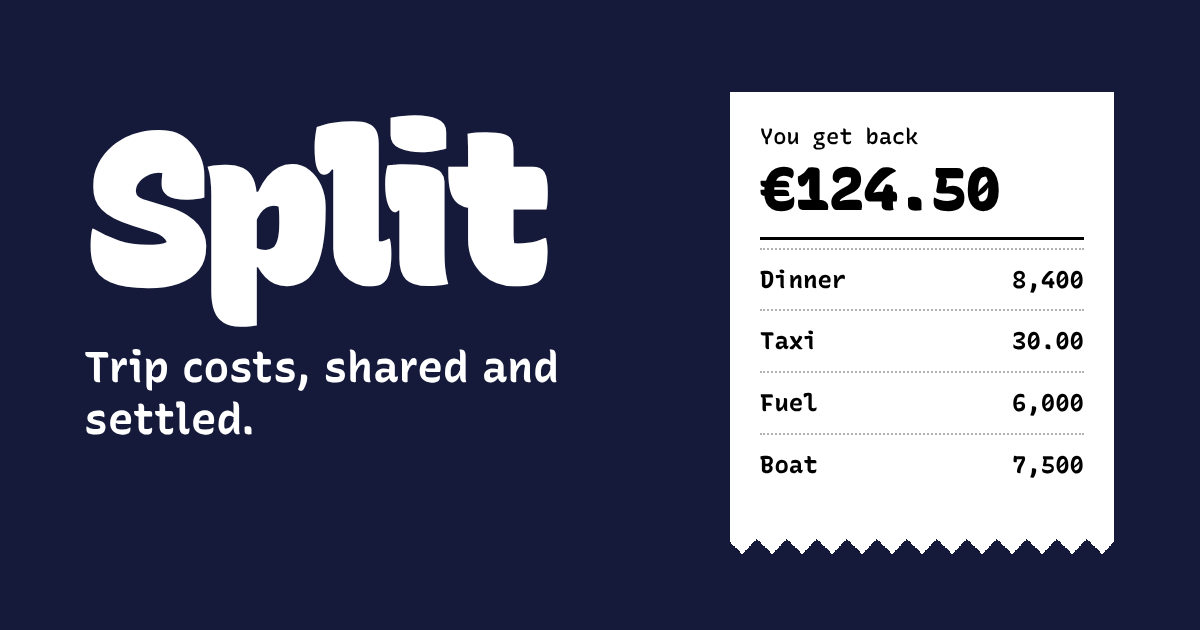 Split
Trip costs, shared and
settled.
You get back
€124.50
Dinner 8,400
Taxi 30.00
Fuel 6,000
Boat 7,500